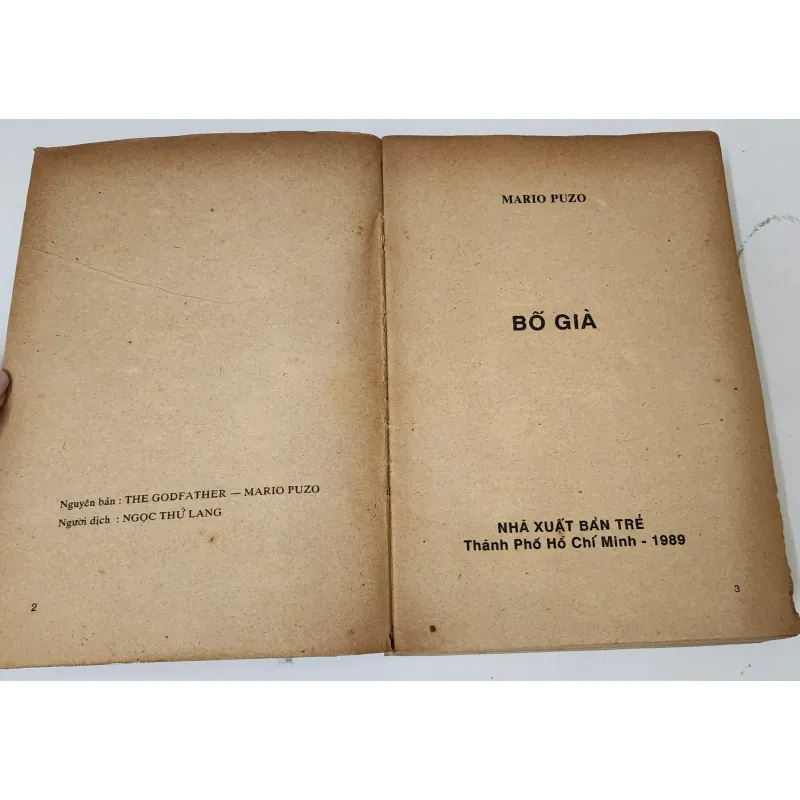 Nguyên bản : THE GODFATHER — MARIO PUZO
Người dịch : NGỌC THỨ LANG
2
MARIO PUZO
BỐ GIÀ
NHÀ XUẤT BẢN TRẺ
Thành Phố Hồ Chí Minh - 1989
3